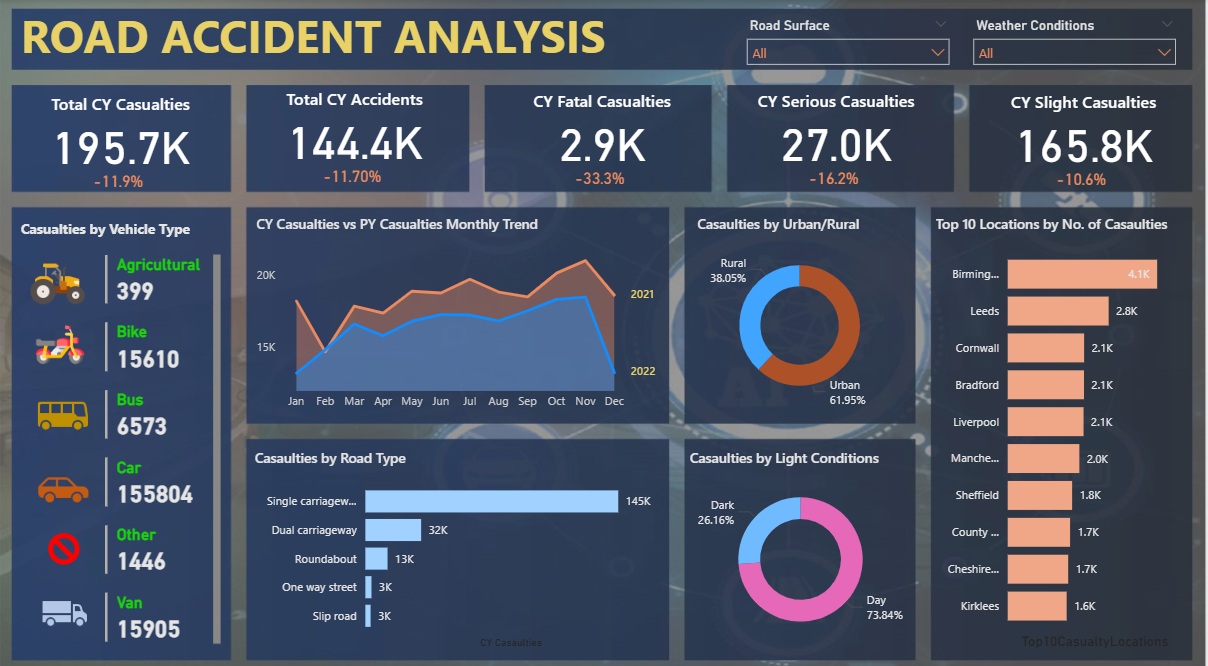 ROAD ACCIDENT ANALYSIS
Road Surface
All
Weather Conditions
All
Total CY Casualties
195.7K
-11.9%
Total CY Accidents
144.4K
-11.70%
CY Fatal Casualties
2.9K
-33.3%
CY Serious Casualties
27.0K
-16.2%
CY Slight Casualties
165.8K
-10.6%
Casualties by Vehicle Type
Agricultural
399
Bike
15610
Bus
6573
Car
155804
Other
1446
Van
15905
CY Casualties vs PY Casualties Monthly Trend
20K
15K
2021
2022
Jan Feb Mar Apr May Jun Jul Aug Sep Oct Nov Dec
Casaulties by Road Type
Single carriagew... 145K
Dual carriageway 32K
Roundabout 13K
One way street 3K
Slip road 3K
CY Casaulties
Casaulties by Urban/Rural
Rural
38.05%
Urban
61.95%
Casaulties by Light Conditions
Dark
26.16%
Day
73.84%
Top 10 Locations by No. of Casaulties
Birming... 4.1K
Leeds 2.8K
Cornwall 2.1K
Bradford 2.1K
Liverpool 2.1K
Manche... 2.0K
Sheffield 1.8K
County ... 1.7K
Cheshire... 1.7K
Kirklees 1.6K
Top10CasualtyLocations